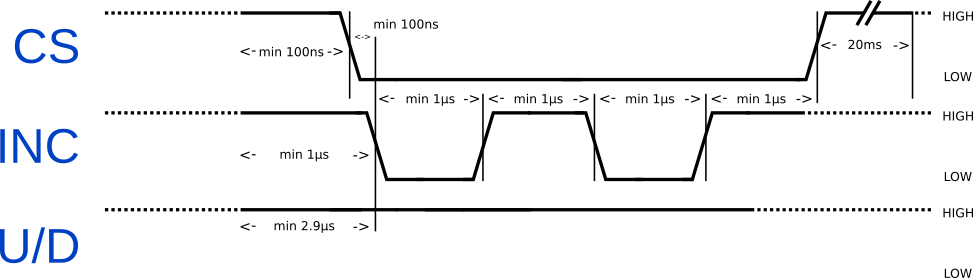 min 100ns
HIGH
CS
<- min 100ns ->
<->
<- 20ms ->
LOW
<- min 1µs ->
<- min 1µs ->
<- min 1µs ->
<- min 1µs ->
HIGH
INC
<- min 1µs ->
LOW
HIGH
<- min 2.9µs ->
U/D
LOW